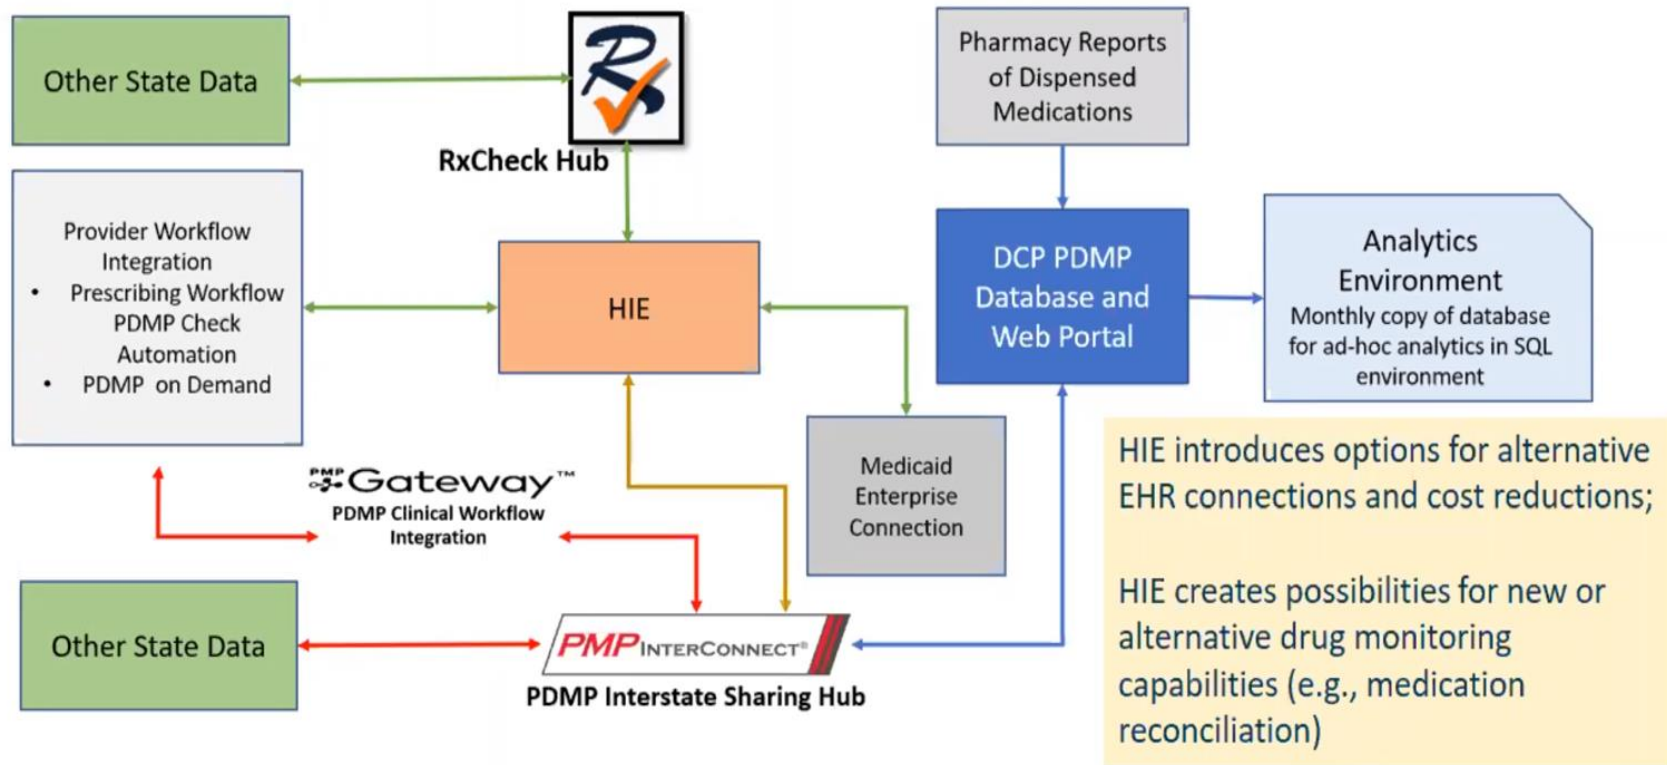 Other State Data
RxCheck Hub
Pharmacy Reports
of Dispensed
Medications
Provider Workflow
Integration
• Prescribing Workflow
PDMP Check
Automation
• PDMP on Demand
HIE
DCP PDMP
Database and
Web Portal
Analytics
Environment
Monthly copy of database
for ad-hoc analytics in SQL
environment
Medicaid
Enterprise
Connection
PMP Gateway™
PDMP Clinical Workflow
Integration
Other State Data
PMP INTERCONNECT®
PDMP Interstate Sharing Hub
HIE introduces options for alternative
EHR connections and cost reductions;
HIE creates possibilities for new or
alternative drug monitoring
capabilities (e.g., medication
reconciliation)